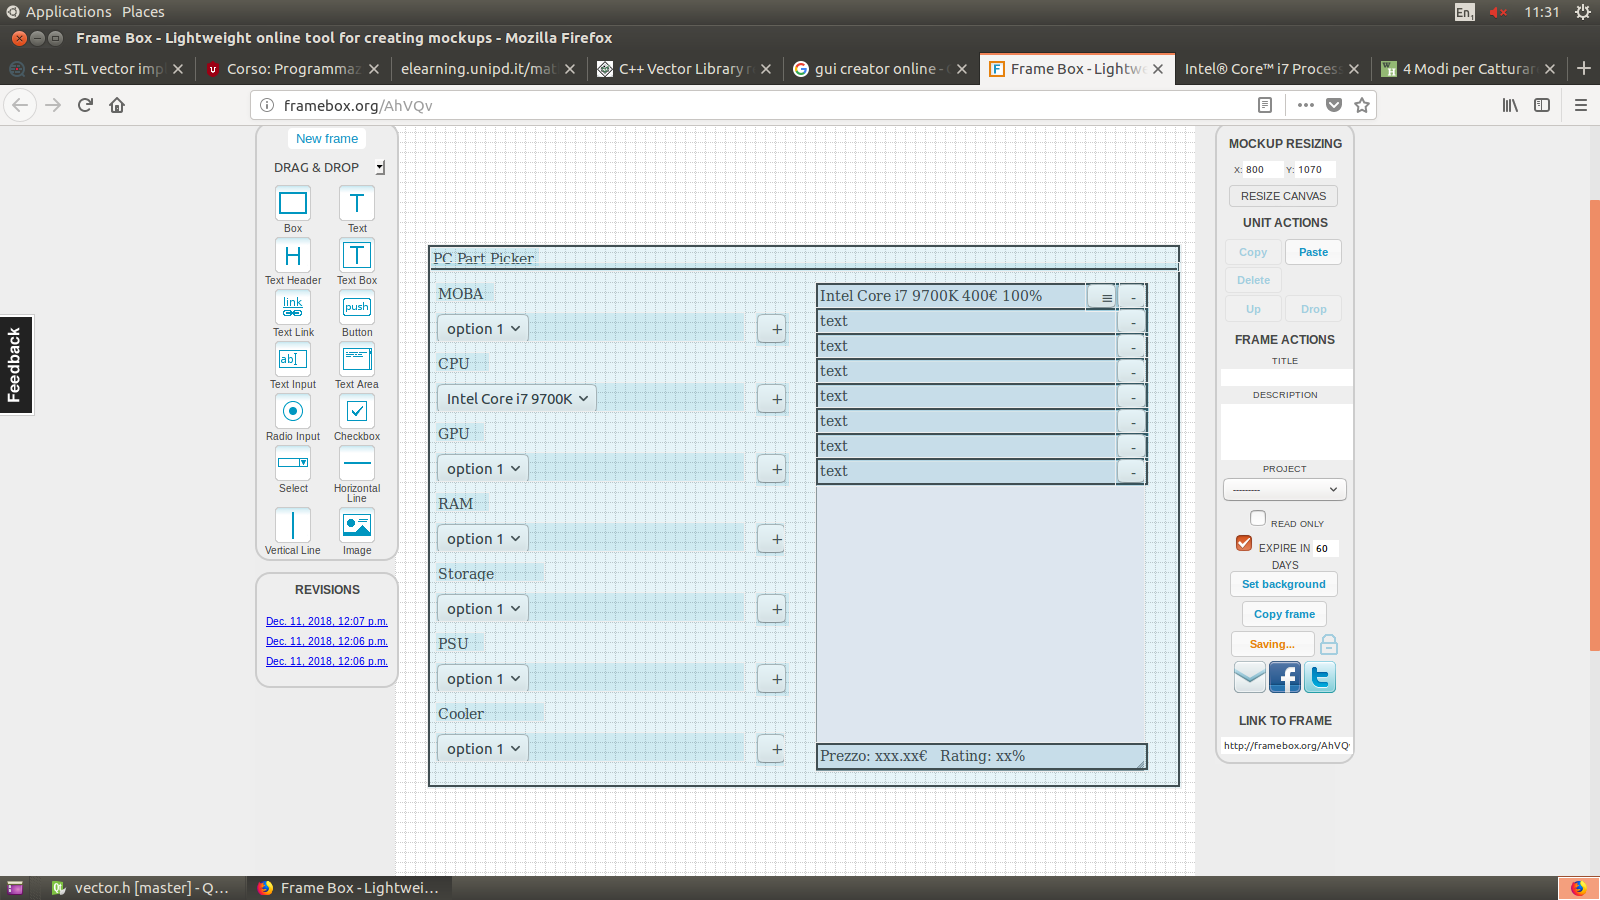 Applications Places
En1 11:31
Frame Box - Lightweight online tool for creating mockups - Mozilla Firefox
c++ - STL vector imp
Corso: Programmaz
elearning.unipd.it/mat
C++ Vector Library r
gui creator online - G
Frame Box - Lightwe
Intel® Core™ i7 Process
4 Modi per Catturar
framebox.org/AhVQv
New frame
DRAG & DROP
Box Text
Text Header Text Box
link push
Text Link Button
Text Input Text Area
Radio Input Checkbox
Select Horizontal Line
Vertical Line Image
REVISIONS
Dec. 11, 2018, 12:07 p.m.
Dec. 11, 2018, 12:06 p.m.
Dec. 11, 2018, 12:06 p.m.
Feedback
PC Part Picker
MOBA
option 1 +
CPU
Intel Core i7 9700K +
GPU
option 1 +
RAM
option 1 +
Storage
option 1 +
PSU
option 1 +
Cooler
option 1 +
Intel Core i7 9700K 400€ 100% ≡ -
text -
text -
text -
text -
text -
text -
text -
Prezzo: xxx.xx€ Rating: xx%
MOCKUP RESIZING
X: 800 Y: 1070
RESIZE CANVAS
UNIT ACTIONS
Copy Paste
Delete
Up Drop
FRAME ACTIONS
TITLE
DESCRIPTION
PROJECT
---------
READ ONLY
EXPIRE IN 60
DAYS
Set background
Copy frame
Saving...
LINK TO FRAME
http://framebox.org/AhVQv
vector.h [master] - Q...
Frame Box - Lightwei...